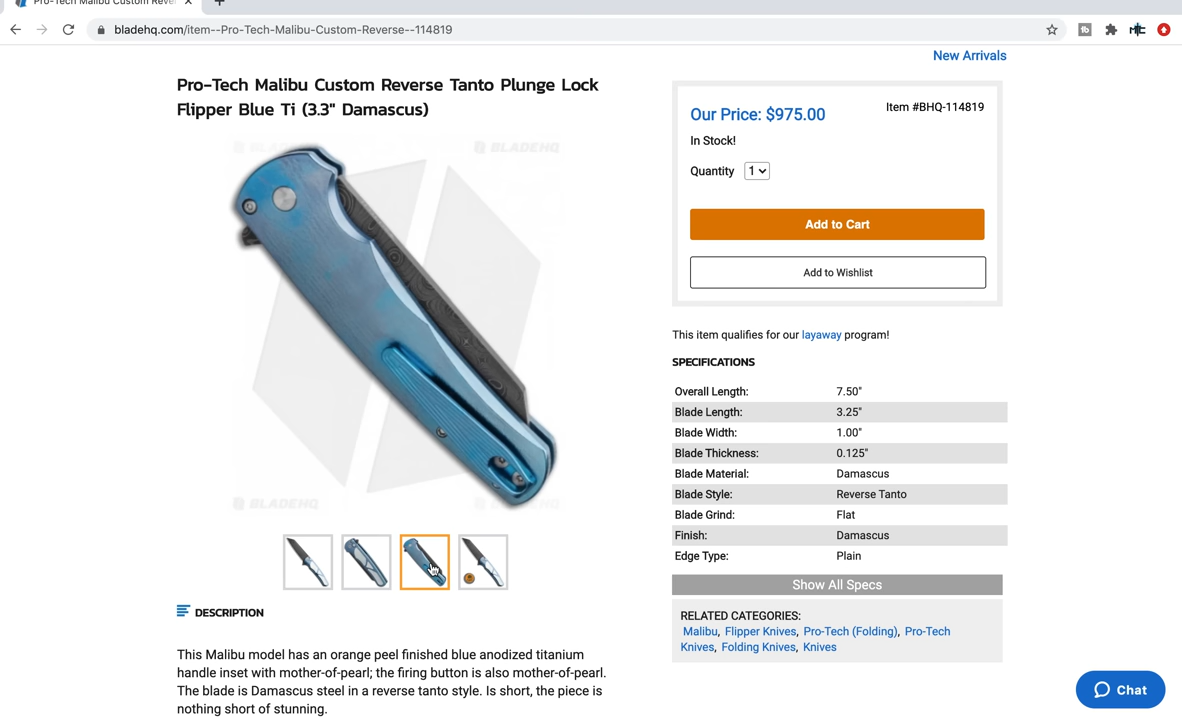 Pro-Tech Malibu Custom Rever
bladehq.com/item--Pro-Tech-Malibu-Custom-Reverse--114819
New Arrivals
Pro-Tech Malibu Custom Reverse Tanto Plunge Lock
Flipper Blue Ti (3.3" Damascus)
BLADEHQ
BLADEHQ
BLADEHQ
BLADEHQ
Our Price: $975.00
Item #BHQ-114819
In Stock!
Quantity 1
Add to Cart
Add to Wishlist
This item qualifies for our layaway program!
SPECIFICATIONS
Overall Length: 7.50"
Blade Length: 3.25"
Blade Width: 1.00"
Blade Thickness: 0.125"
Blade Material: Damascus
Blade Style: Reverse Tanto
Blade Grind: Flat
Finish: Damascus
Edge Type: Plain
Show All Specs
RELATED CATEGORIES:
Malibu, Flipper Knives, Pro-Tech (Folding), Pro-Tech
Knives, Folding Knives, Knives
DESCRIPTION
This Malibu model has an orange peel finished blue anodized titanium
handle inset with mother-of-pearl; the firing button is also mother-of-pearl.
The blade is Damascus steel in a reverse tanto style. Is short, the piece is
nothing short of stunning.
Chat